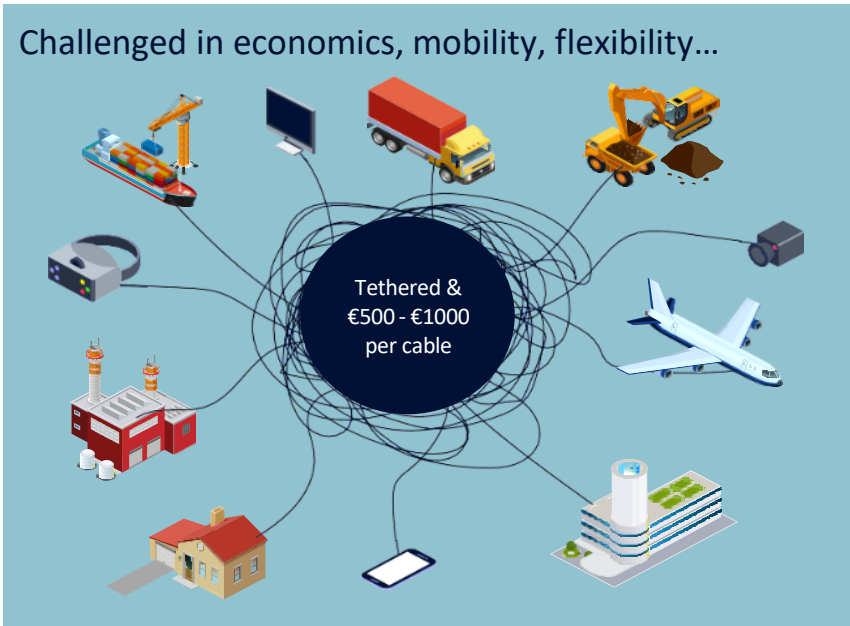 Challenged in economics, mobility, flexibility…
Tethered &
€500 - €1000
per cable